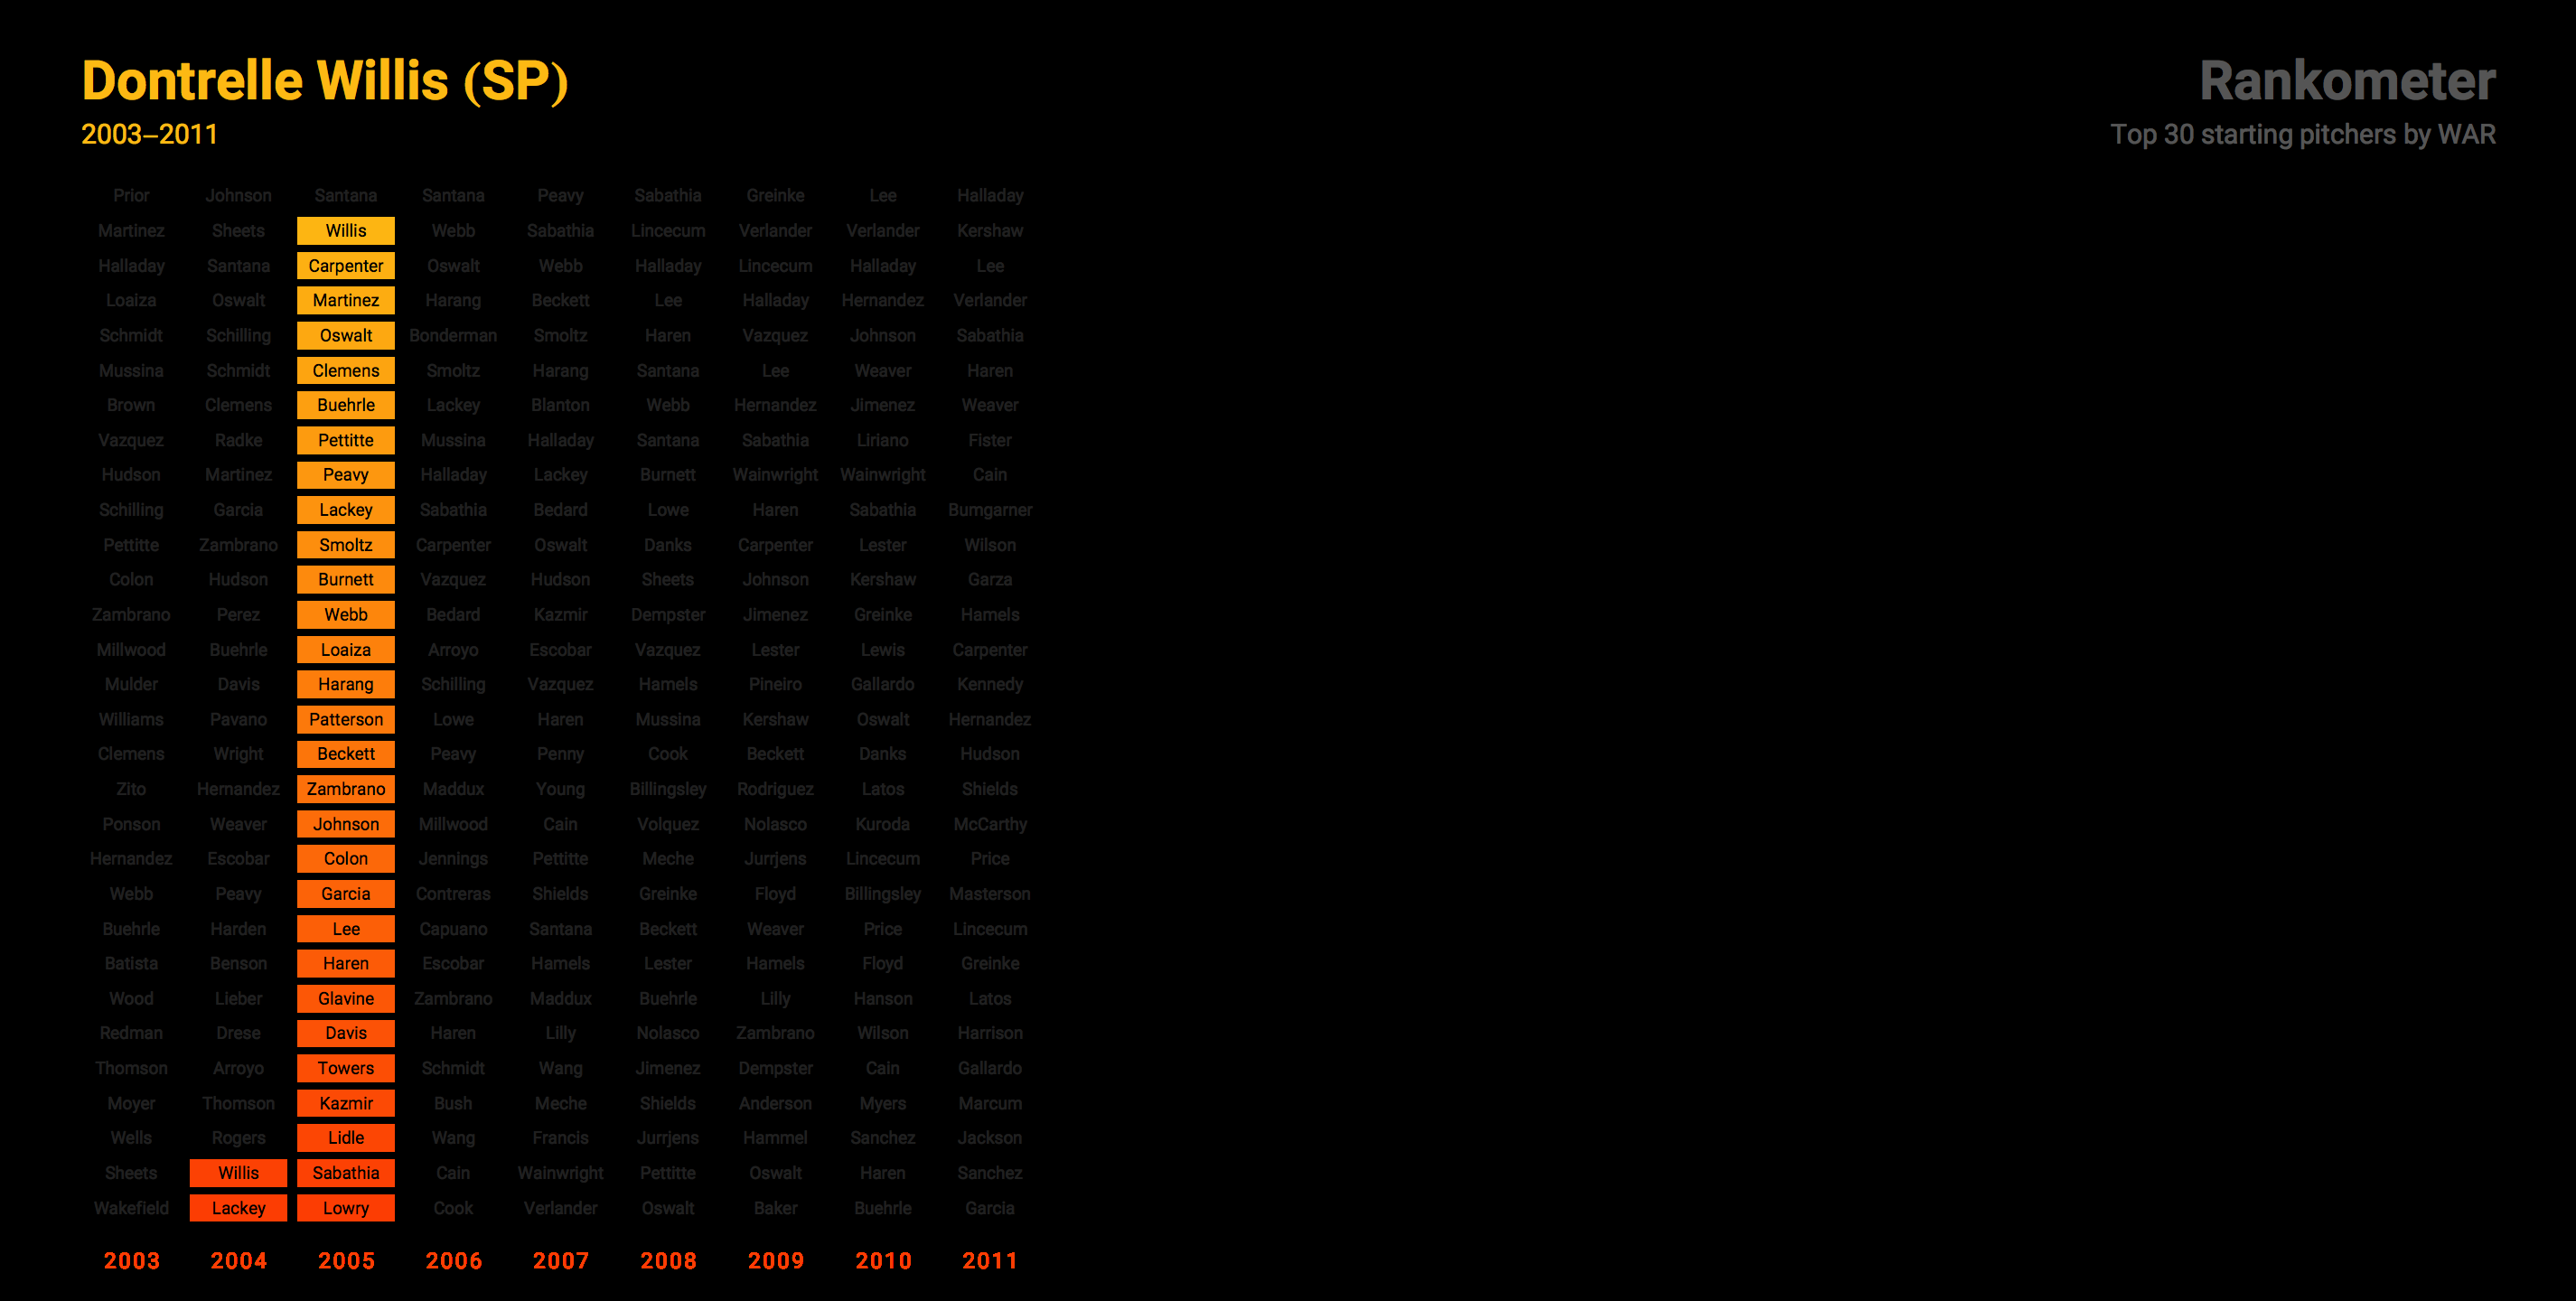 Dontrelle Willis (SP)
2003–2011
Rankometer
Top 30 starting pitchers by WAR
Prior Johnson Santana Santana Peavy Sabathia Greinke Lee Halladay
Martinez Sheets Willis Webb Sabathia Lincecum Verlander Verlander Kershaw
Halladay Santana Carpenter Oswalt Webb Halladay Lincecum Halladay Lee
Loaiza Oswalt Martinez Harang Beckett Lee Halladay Hernandez Verlander
Schmidt Schilling Oswalt Bonderman Smoltz Haren Vazquez Johnson Sabathia
Mussina Schmidt Clemens Smoltz Harang Santana Lee Weaver Haren
Brown Clemens Buehrle Lackey Blanton Webb Hernandez Jimenez Weaver
Vazquez Radke Pettitte Mussina Halladay Santana Sabathia Liriano Fister
Hudson Martinez Peavy Halladay Lackey Burnett Wainwright Wainwright Cain
Schilling Garcia Lackey Sabathia Bedard Lowe Haren Sabathia Bumgarner
Pettitte Zambrano Smoltz Carpenter Oswalt Danks Carpenter Lester Wilson
Colon Hudson Burnett Vazquez Hudson Sheets Johnson Kershaw Garza
Zambrano Perez Webb Bedard Kazmir Dempster Jimenez Greinke Hamels
Millwood Buehrle Loaiza Arroyo Escobar Vazquez Lester Lewis Carpenter
Mulder Davis Harang Schilling Vazquez Hamels Pineiro Gallardo Kennedy
Williams Pavano Patterson Lowe Haren Mussina Kershaw Oswalt Hernandez
Clemens Wright Beckett Peavy Penny Cook Beckett Danks Hudson
Zito Hernandez Zambrano Maddux Young Billingsley Rodriguez Latos Shields
Ponson Weaver Johnson Millwood Cain Volquez Nolasco Kuroda McCarthy
Hernandez Escobar Colon Jennings Pettitte Meche Jurrjens Lincecum Price
Webb Peavy Garcia Contreras Shields Greinke Floyd Billingsley Masterson
Buehrle Harden Lee Capuano Santana Beckett Weaver Price Lincecum
Batista Benson Haren Escobar Hamels Lester Hamels Floyd Greinke
Wood Lieber Glavine Zambrano Maddux Buehrle Lilly Hanson Latos
Redman Drese Davis Haren Lilly Nolasco Zambrano Wilson Harrison
Thomson Arroyo Towers Schmidt Wang Jimenez Dempster Cain Gallardo
Moyer Thomson Kazmir Bush Meche Shields Anderson Myers Marcum
Wells Rogers Lidle Wang Francis Jurrjens Hammel Sanchez Jackson
Sheets Willis Sabathia Cain Wainwright Pettitte Oswalt Haren Sanchez
Wakefield Lackey Lowry Cook Verlander Oswalt Baker Buehrle Garcia
2003 2004 2005 2006 2007 2008 2009 2010 2011